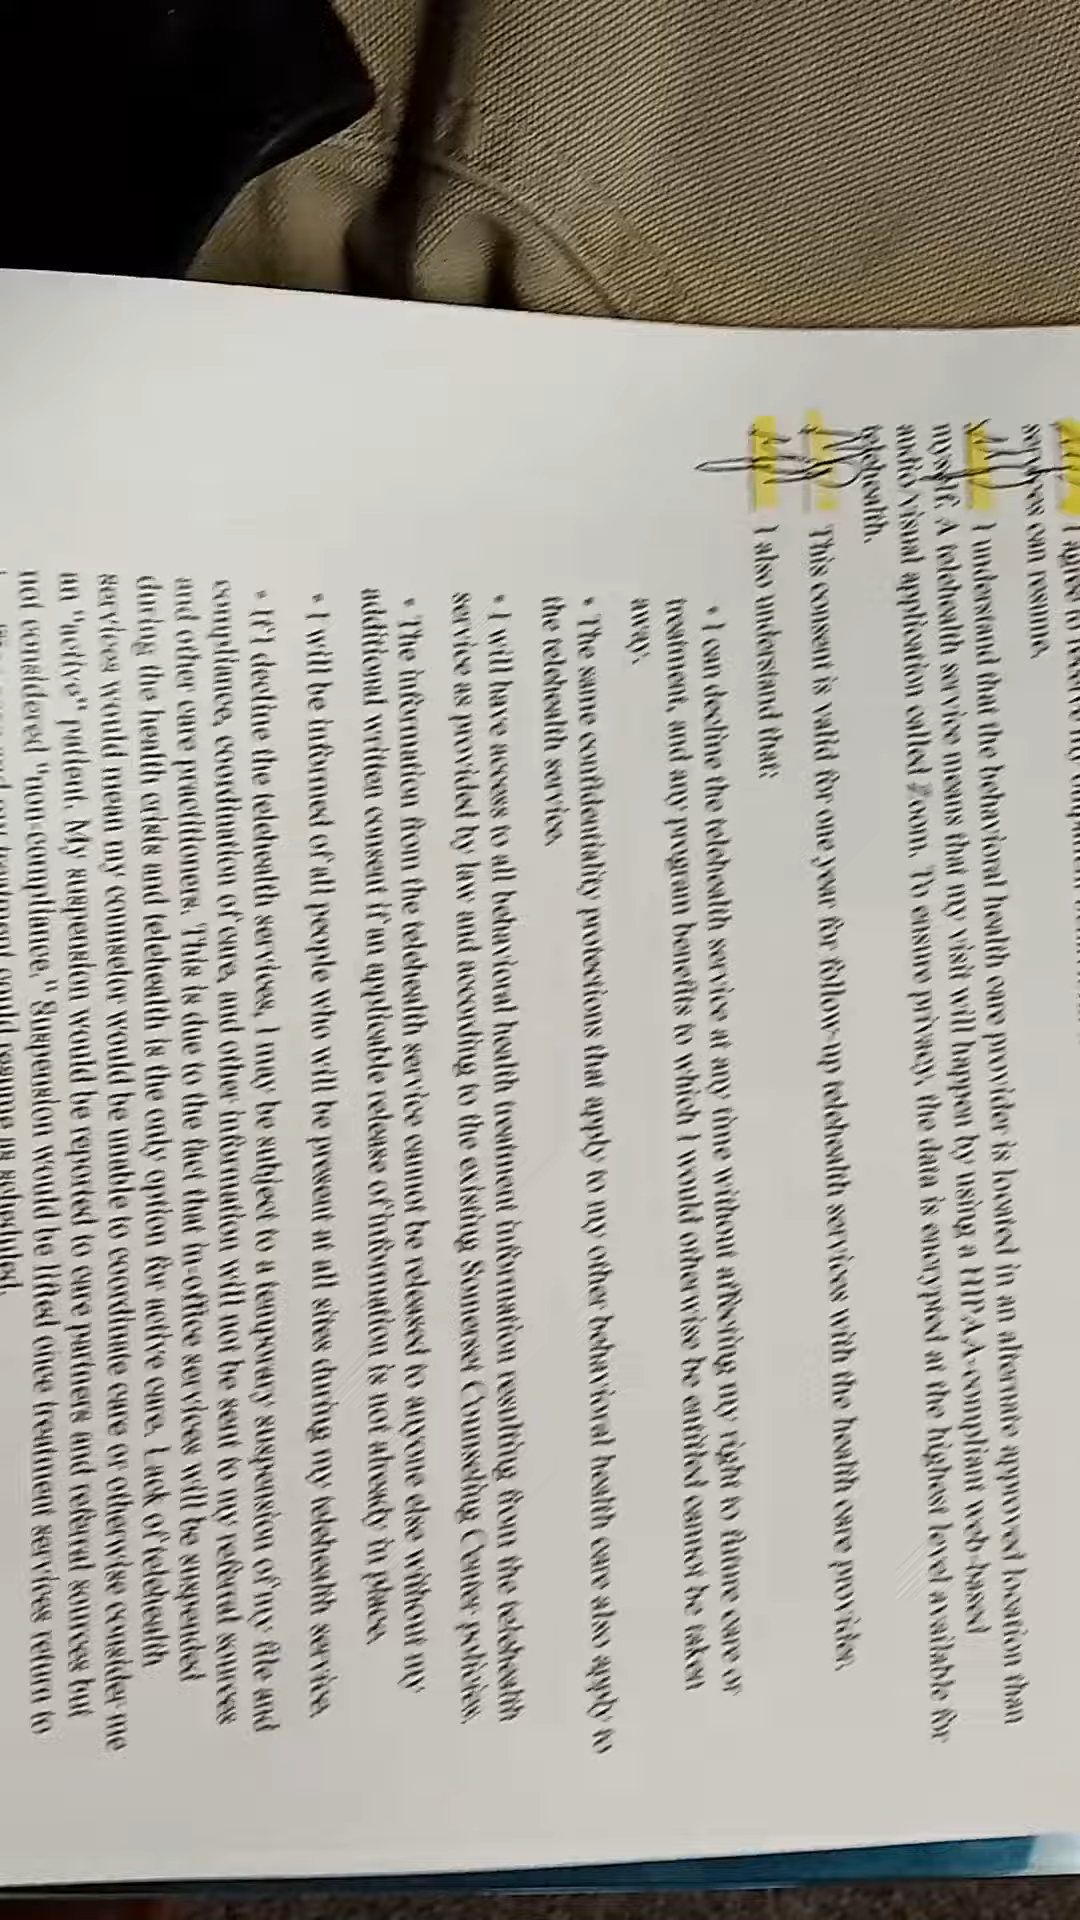 services can resume.
I understand that the behavioral health care provider is located in an alternate approved location than
myself. A telehealth service means that my visit will happen by using a HIPAA-compliant web-based
audio/visual application called Zoom. To ensure privacy, the data is encrypted at the highest level available for
telehealth.
This consent is valid for one year for follow-up telehealth services with the health care provider.
I also understand that:
• I can decline the telehealth service at any time without affecting my right to future care or
treatment, and any program benefits to which I would otherwise be entitled cannot be taken
away.
• The same confidentiality protections that apply to my other behavioral health care also apply to
the telehealth service.
• I will have access to all behavioral health treatment information resulting from the telehealth
service as provided by law and according to the existing Somerset Counseling Center policies.
• The information from the telehealth service cannot be released to anyone else without my
additional written consent if an applicable release of information is not already in place.
• I will be informed of all people who will be present at all sites during my telehealth service.
• If I decline the telehealth services, I may be subject to a temporary suspension of my file and
compliance, coordination of care, and other information will not be sent to my referral sources
and other care practitioners. This is due to the fact that in-office services will be suspended
during the health crisis and telehealth is the only option for active care. Lack of telehealth
services would mean my counselor would be unable to coordinate care or otherwise consider me
an "active" patient. My suspension would be reported to care partners and referral sources but
not considered "non-compliance." Suspension would be lifted once treatment services return to
treatment could resume as scheduled.